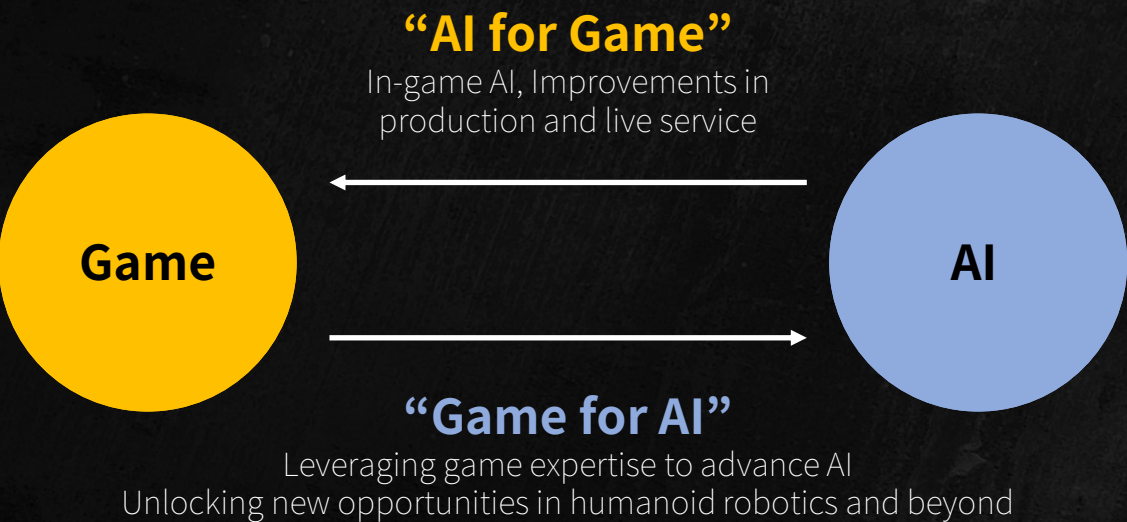 “AI for Game”
In-game AI, Improvements in
production and live service
Game
AI
“Game for AI”
Leveraging game expertise to advance AI
Unlocking new opportunities in humanoid robotics and beyond